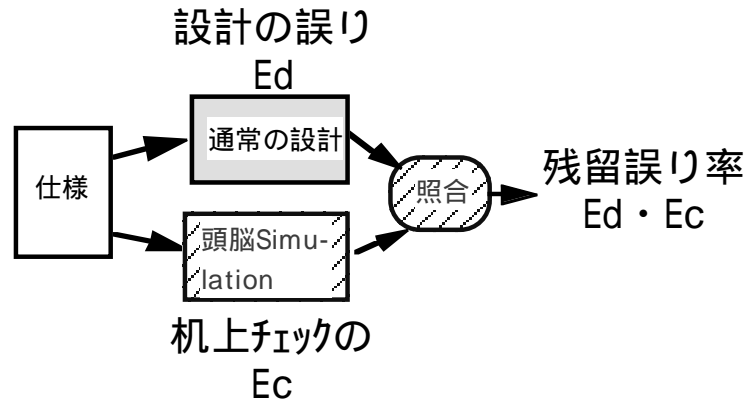 設計の誤り
Ed
通常の設計
仕様
照合
残留誤り率
Ed・Ec
頭脳Simu-
lation
机上ﾁｪｯｸの
Ec